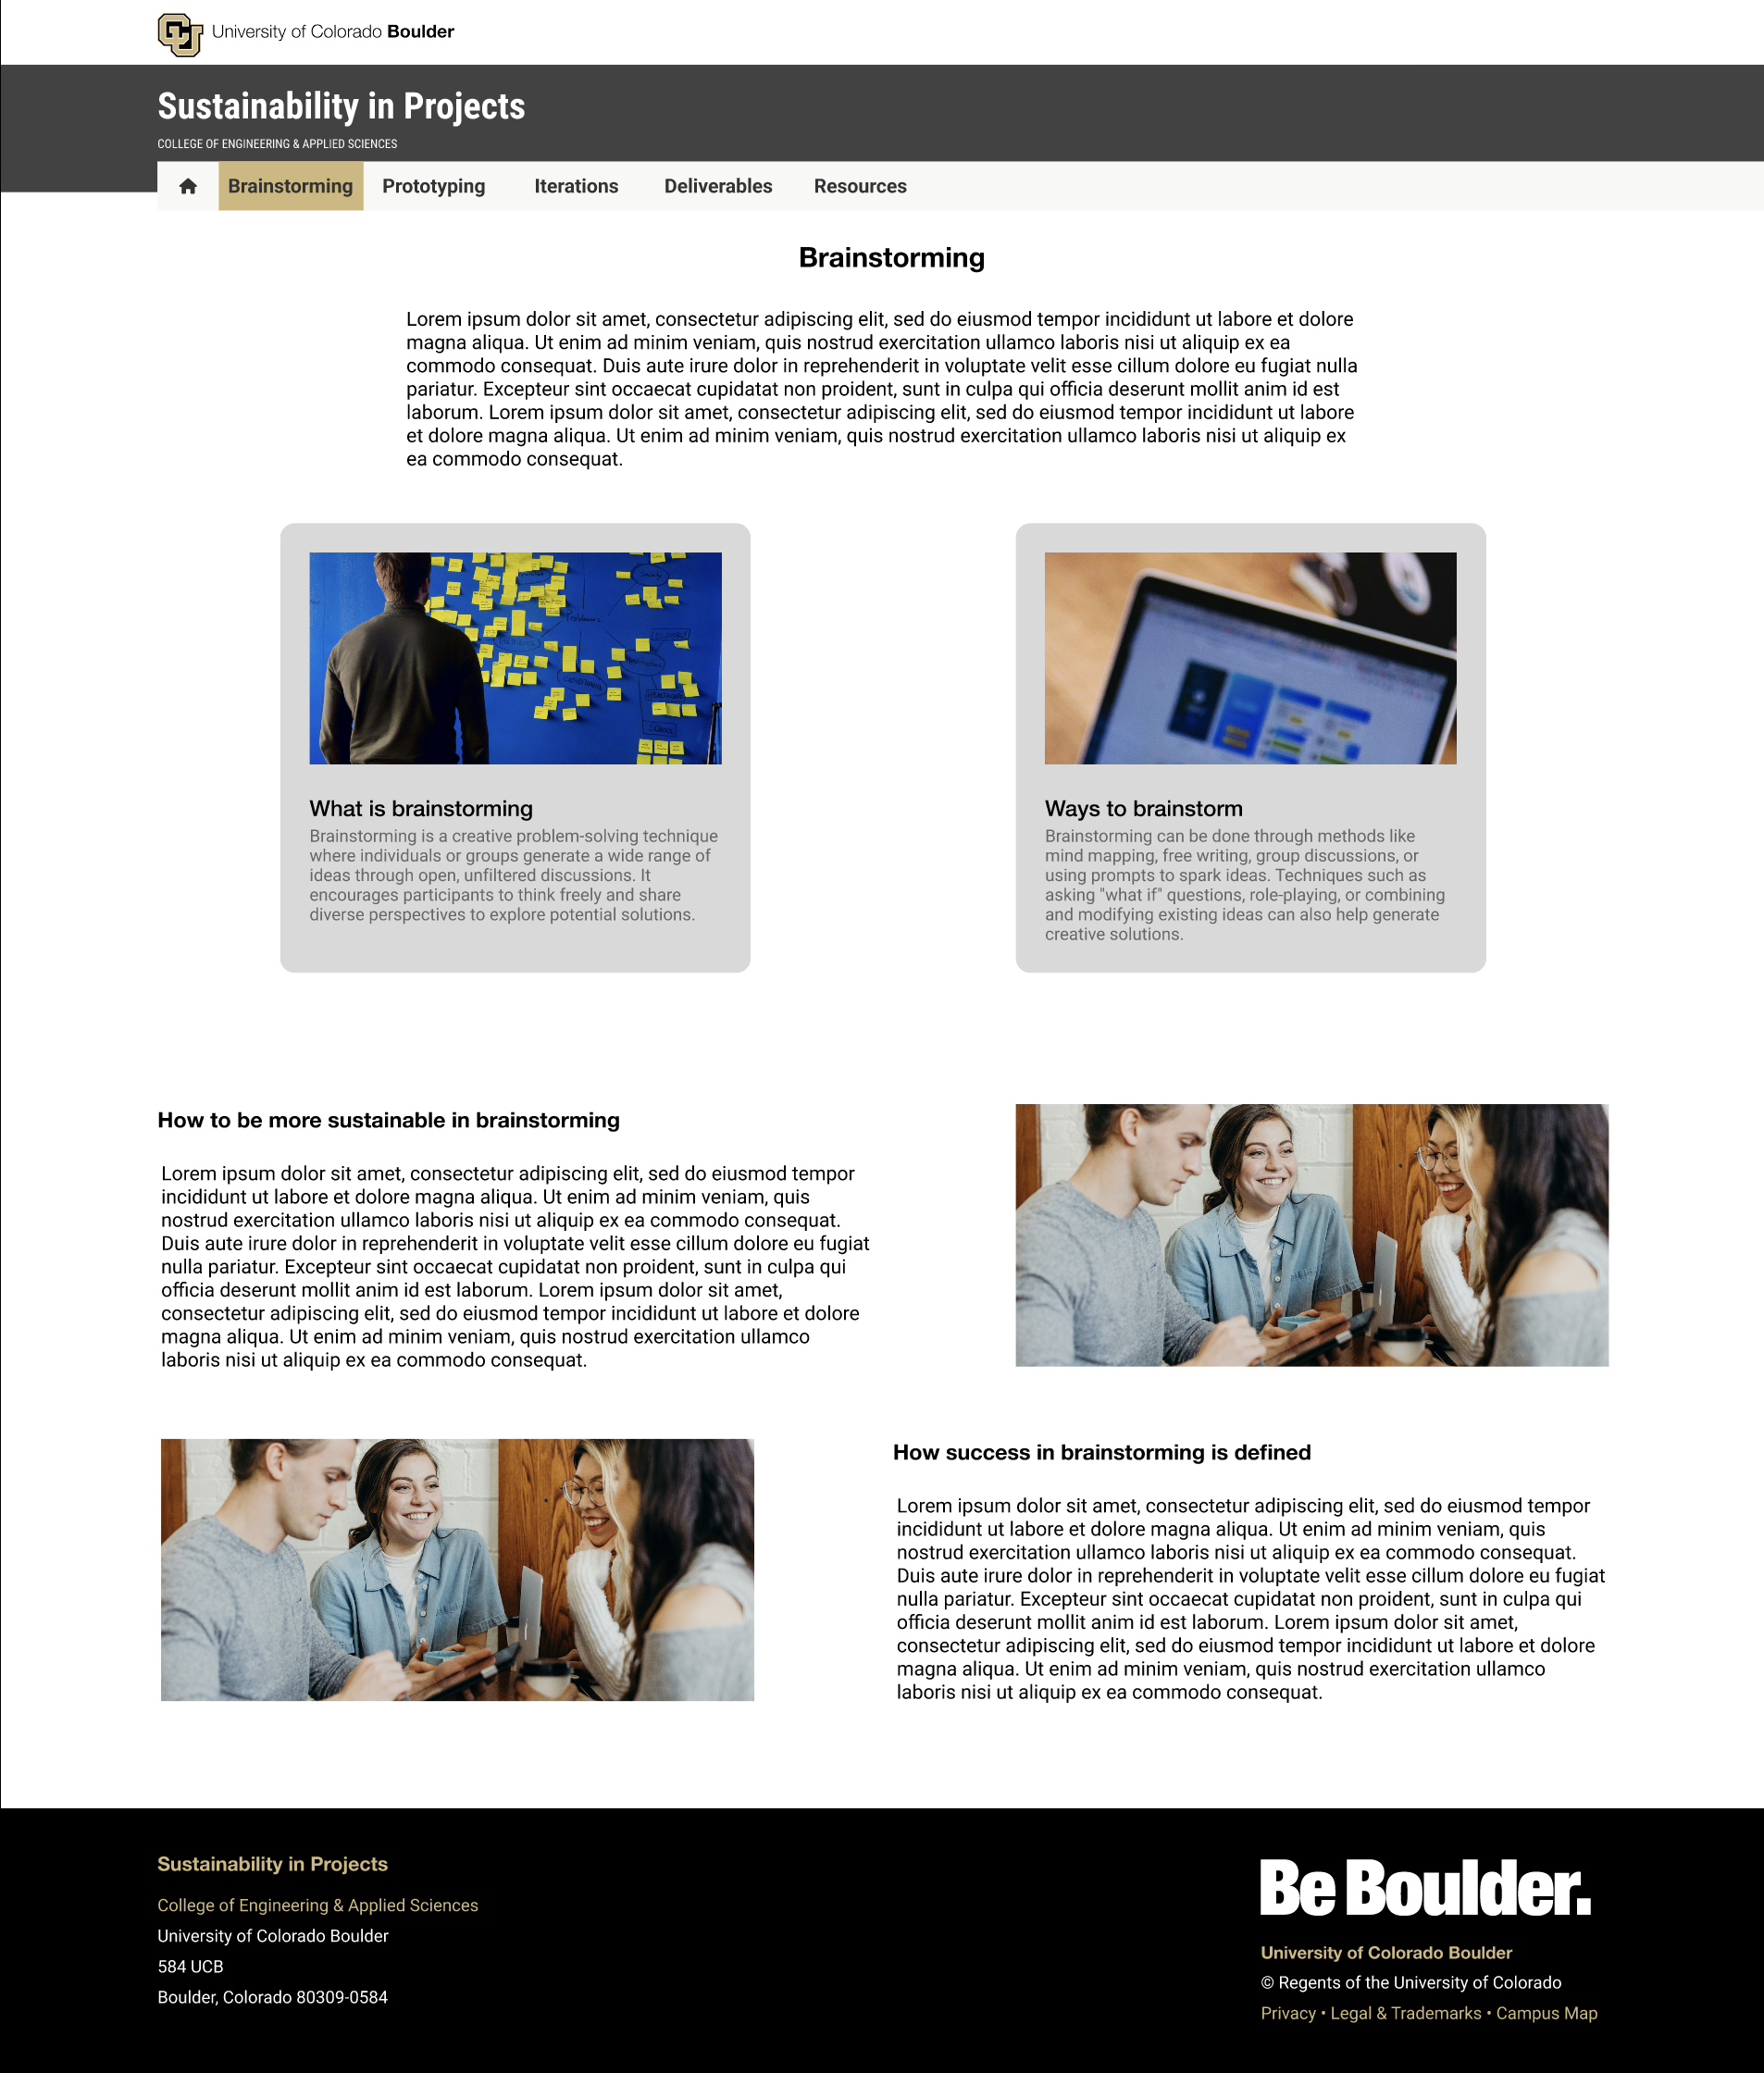 University of Colorado Boulder
Sustainability in Projects
COLLEGE OF ENGINEERING & APPLIED SCIENCES
Brainstorming Prototyping Iterations Deliverables Resources
Brainstorming
Lorem ipsum dolor sit amet, consectetur adipiscing elit, sed do eiusmod tempor incididunt ut labore et dolore
magna aliqua. Ut enim ad minim veniam, quis nostrud exercitation ullamco laboris nisi ut aliquip ex ea
commodo consequat. Duis aute irure dolor in reprehenderit in voluptate velit esse cillum dolore eu fugiat nulla
pariatur. Excepteur sint occaecat cupidatat non proident, sunt in culpa qui officia deserunt mollit anim id est
laborum. Lorem ipsum dolor sit amet, consectetur adipiscing elit, sed do eiusmod tempor incididunt ut labore
et dolore magna aliqua. Ut enim ad minim veniam, quis nostrud exercitation ullamco laboris nisi ut aliquip ex
ea commodo consequat.
What is brainstorming
Brainstorming is a creative problem-solving technique
where individuals or groups generate a wide range of
ideas through open, unfiltered discussions. It
encourages participants to think freely and share
diverse perspectives to explore potential solutions.
Ways to brainstorm
Brainstorming can be done through methods like
mind mapping, free writing, group discussions, or
using prompts to spark ideas. Techniques such as
asking "what if" questions, role-playing, or combining
and modifying existing ideas can also help generate
creative solutions.
How to be more sustainable in brainstorming
Lorem ipsum dolor sit amet, consectetur adipiscing elit, sed do eiusmod tempor
incididunt ut labore et dolore magna aliqua. Ut enim ad minim veniam, quis
nostrud exercitation ullamco laboris nisi ut aliquip ex ea commodo consequat.
Duis aute irure dolor in reprehenderit in voluptate velit esse cillum dolore eu fugiat
nulla pariatur. Excepteur sint occaecat cupidatat non proident, sunt in culpa qui
officia deserunt mollit anim id est laborum. Lorem ipsum dolor sit amet,
consectetur adipiscing elit, sed do eiusmod tempor incididunt ut labore et dolore
magna aliqua. Ut enim ad minim veniam, quis nostrud exercitation ullamco
laboris nisi ut aliquip ex ea commodo consequat.
How success in brainstorming is defined
Lorem ipsum dolor sit amet, consectetur adipiscing elit, sed do eiusmod tempor
incididunt ut labore et dolore magna aliqua. Ut enim ad minim veniam, quis
nostrud exercitation ullamco laboris nisi ut aliquip ex ea commodo consequat.
Duis aute irure dolor in reprehenderit in voluptate velit esse cillum dolore eu fugiat
nulla pariatur. Excepteur sint occaecat cupidatat non proident, sunt in culpa qui
officia deserunt mollit anim id est laborum. Lorem ipsum dolor sit amet,
consectetur adipiscing elit, sed do eiusmod tempor incididunt ut labore et dolore
magna aliqua. Ut enim ad minim veniam, quis nostrud exercitation ullamco
laboris nisi ut aliquip ex ea commodo consequat.
Sustainability in Projects
College of Engineering & Applied Sciences
University of Colorado Boulder
584 UCB
Boulder, Colorado 80309-0584
Be Boulder.
University of Colorado Boulder
© Regents of the University of Colorado
Privacy • Legal & Trademarks • Campus Map